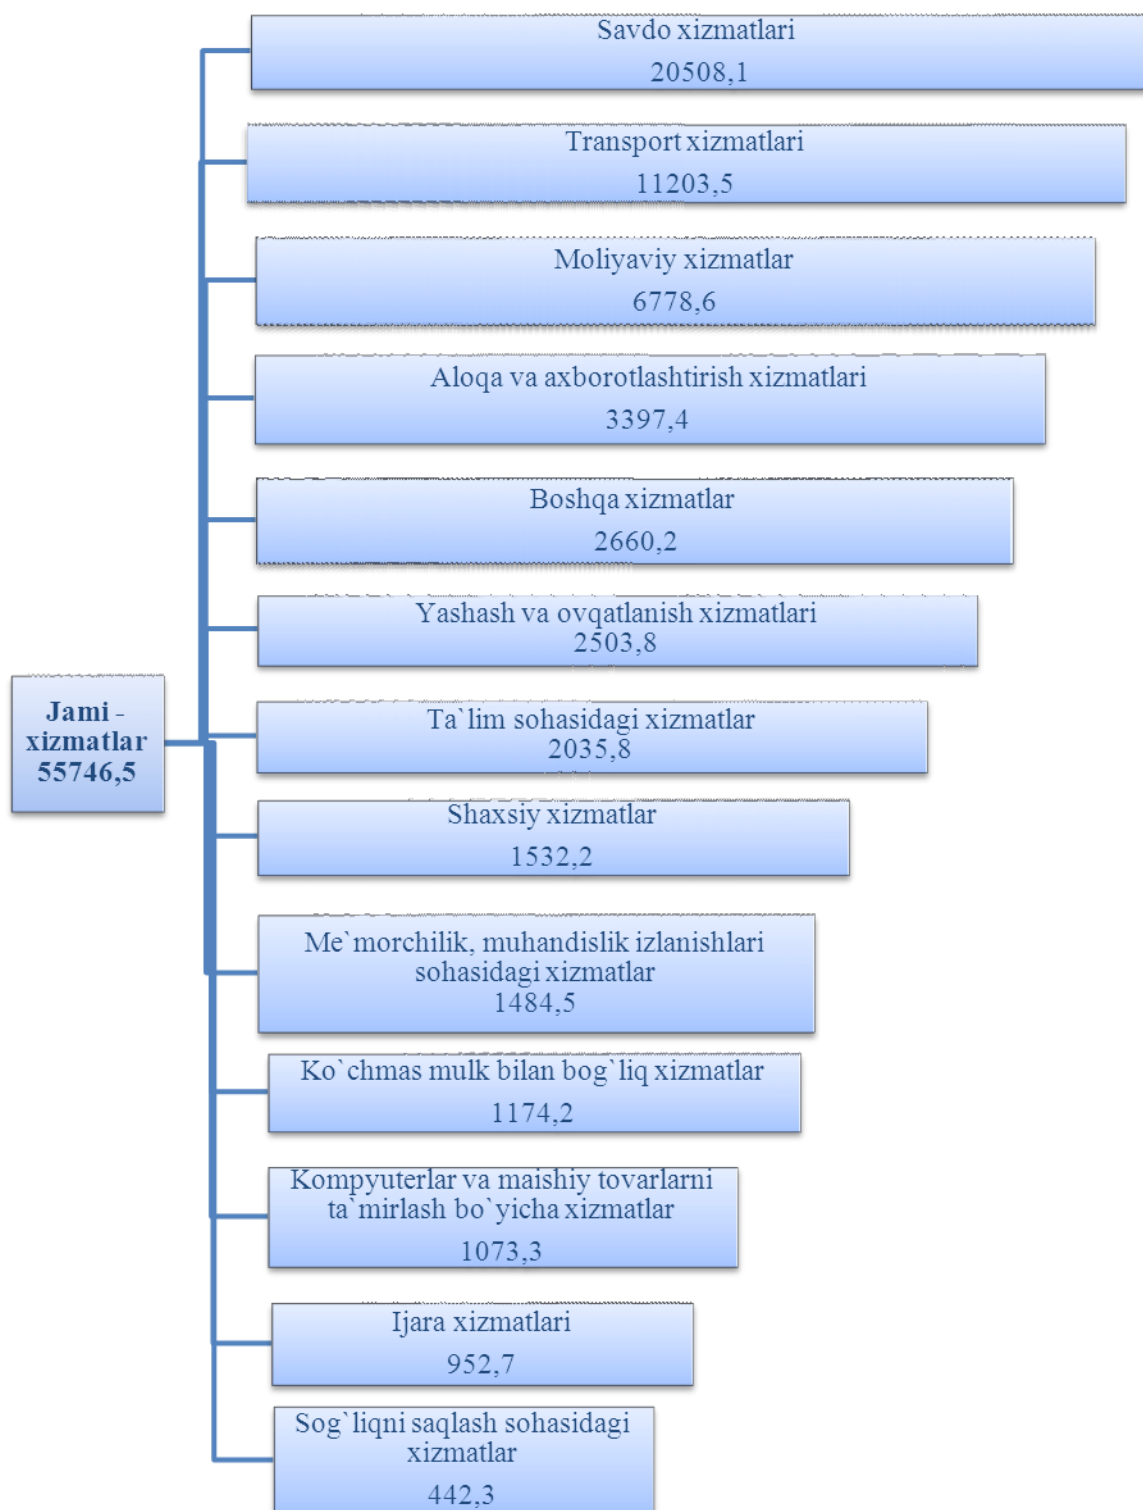 Savdo xizmatlari
20508,1
Transport xizmatlari
11203,5
Moliyaviy xizmatlar
6778,6
Aloqa va axborotlashtirish xizmatlari
3397,4
Boshqa xizmatlar
2660,2
Yashash va ovqatlanish xizmatlari
2503,8
Jami -
xizmatlar
55746,5
Ta`lim sohasidagi xizmatlar
2035,8
Shaxsiy xizmatlar
1532,2
Me`morchilik, muhandislik izlanishlari
sohasidagi xizmatlar
1484,5
Ko`chmas mulk bilan bog`liq xizmatlar
1174,2
Kompyuterlar va maishiy tovarlarni
ta`mirlash bo`yicha xizmatlar
1073,3
Ijara xizmatlari
952,7
Sog`liqni saqlash sohasidagi
xizmatlar
442,3